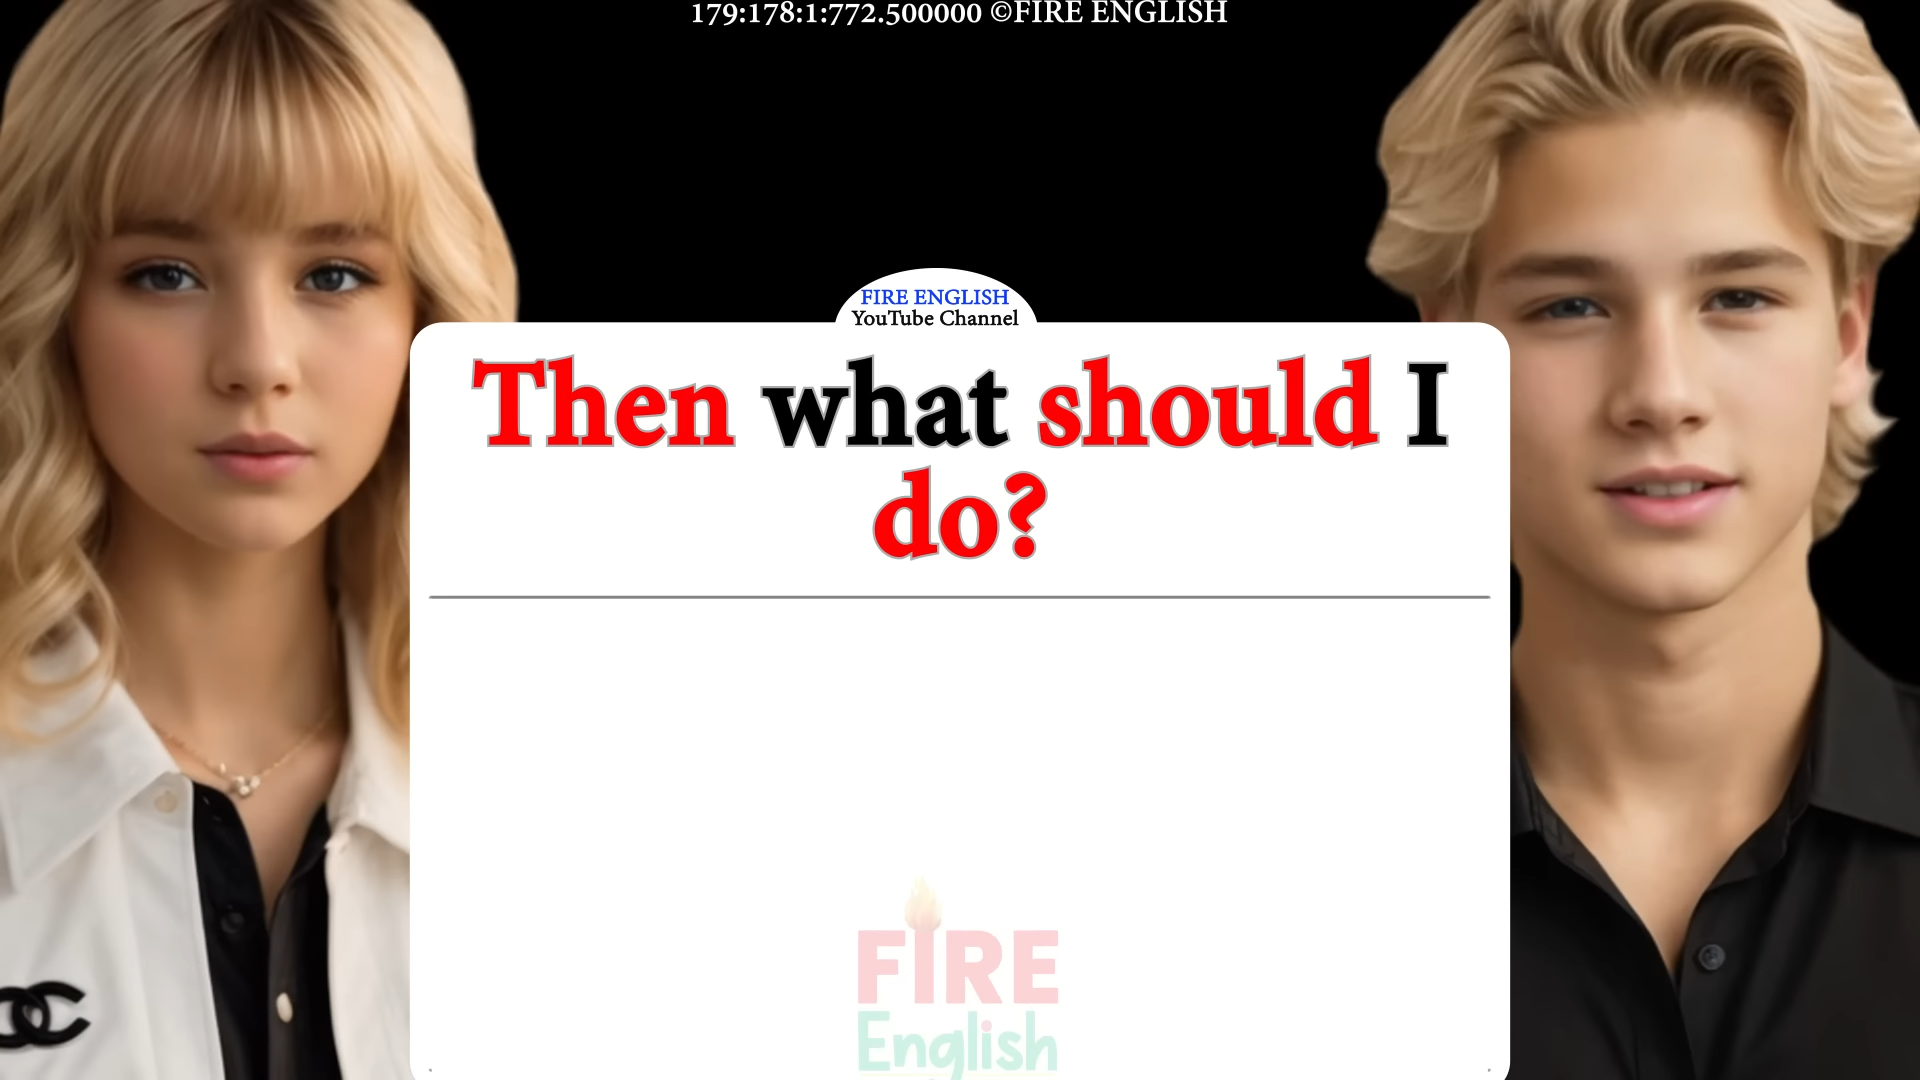 179:178:1:772.500000 ©FIRE ENGLISH
FIRE ENGLISH
YouTube Channel
Then what should I
do?
FIRE
English